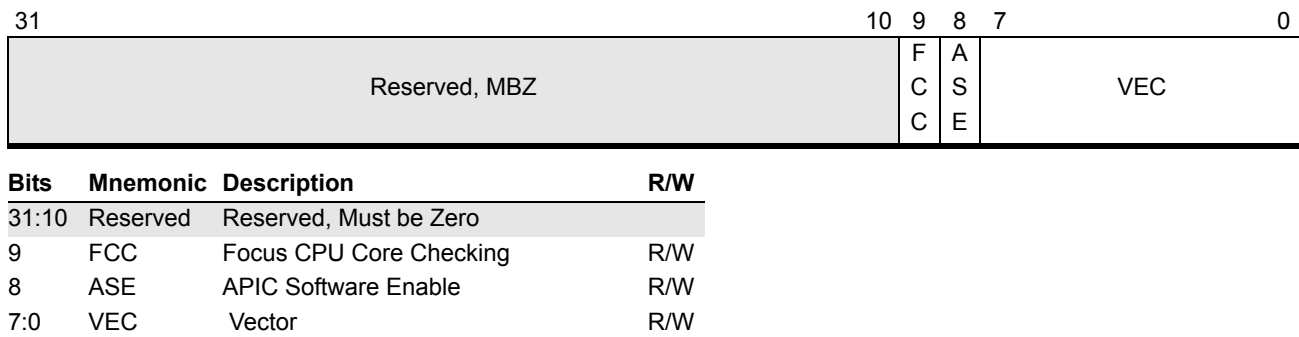 31 10 9 8 7 0
Reserved, MBZ
F
C
C
A
S
E
VEC
Bits Mnemonic Description R/W
31:10 Reserved Reserved, Must be Zero
9 FCC Focus CPU Core Checking R/W
8 ASE APIC Software Enable R/W
7:0 VEC Vector R/W